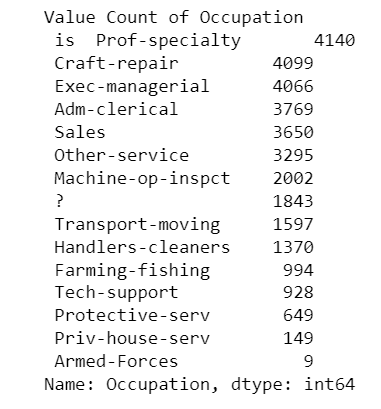 Value Count of Occupation
is Prof-specialty 4140
Craft-repair 4099
Exec-managerial 4066
Adm-clerical 3769
Sales 3650
Other-service 3295
Machine-op-inspct 2002
? 1843
Transport-moving 1597
Handlers-cleaners 1370
Farming-fishing 994
Tech-support 928
Protective-serv 649
Priv-house-serv 149
Armed-Forces 9
Name: Occupation, dtype: int64